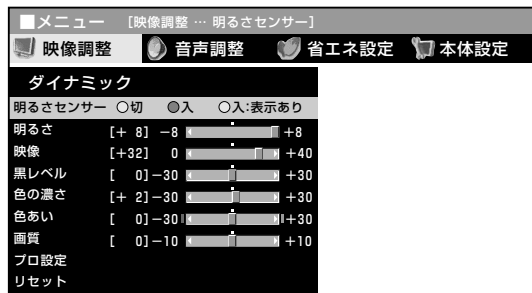 ■メニュー [映像調整 … 明るさセンサー]
映像調整 音声調整 省エネ設定 本体設定
ダイナミック
明るさセンサー ○切 ●入 ○入:表示あり
明るさ [+ 8] -8 +8
映像 [+32] 0 +40
黒レベル [ 0] -30 +30
色の濃さ [+ 2] -30 +30
色あい [ 0] -30 +30
画質 [ 0] -10 +10
プロ設定
リセット